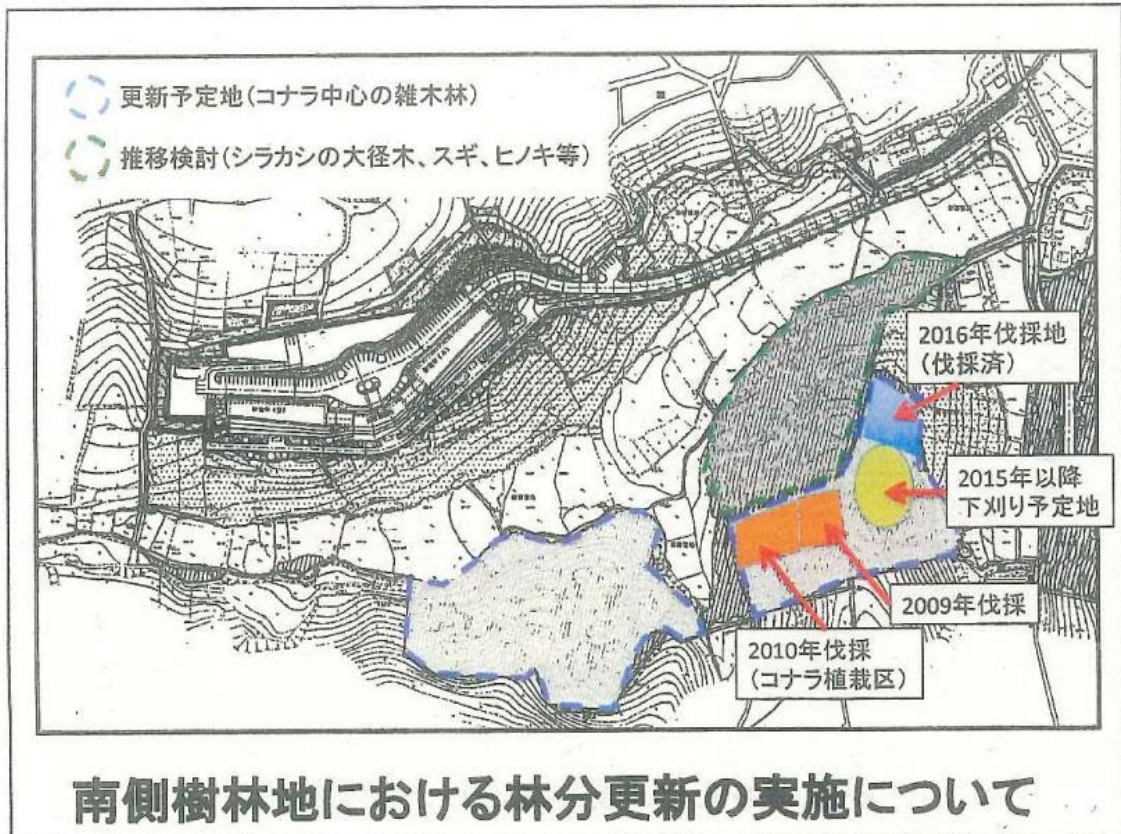 更新予定地(コナラ中心の雑木林)
推移検討(シラカシの大径木、スギ、ヒノキ等)
2016年伐採地
(伐採済)
2015年以降
下刈り予定地
2009年伐採
2010年伐採
(コナラ植栽区)
南側樹林地における林分更新の実施について